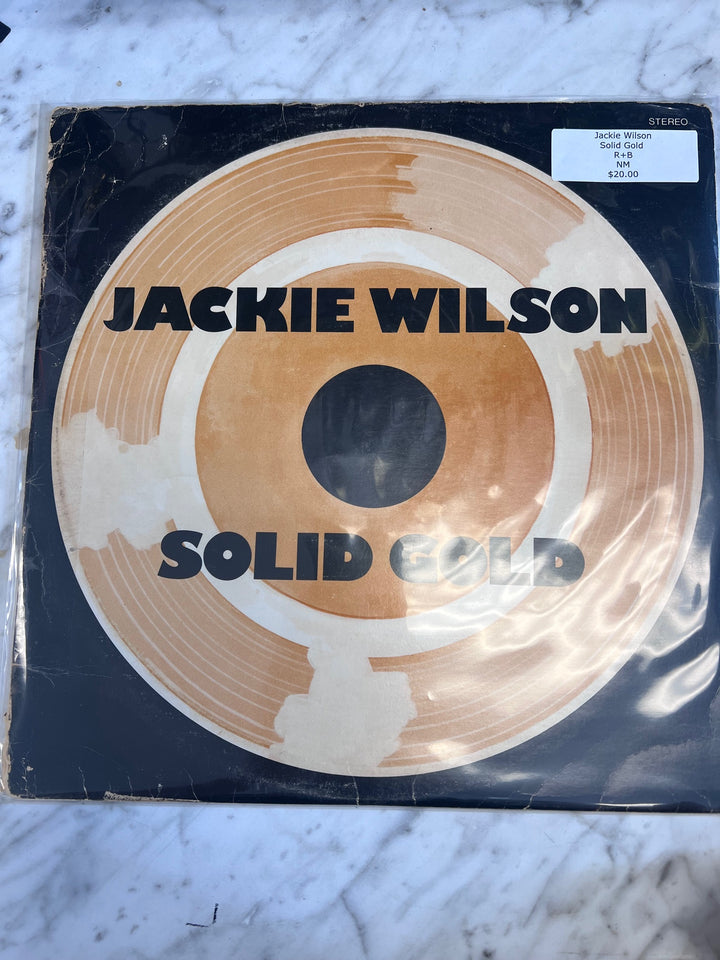 STEREO
Jackie Wilson
Solid Gold
R+B
NM
$20.00
JACKIE WILSON
SOLID GOLD